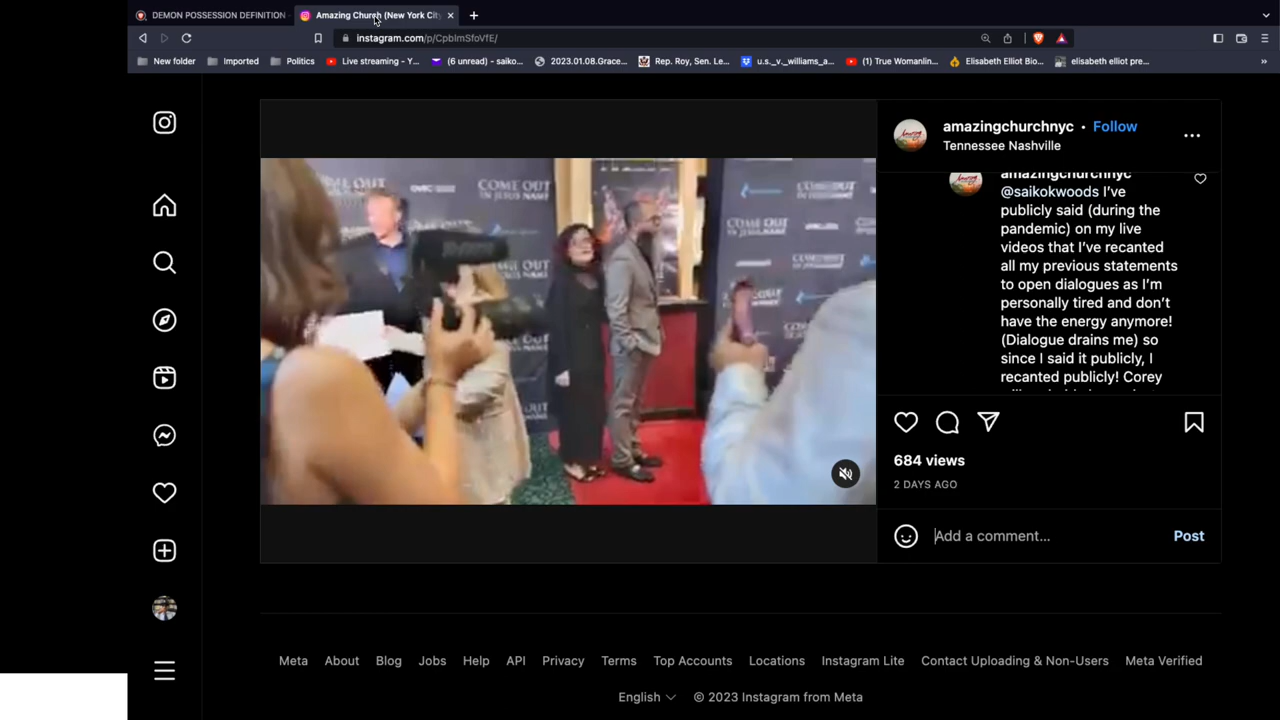 DEMON POSSESSION DEFINITION
Amazing Church (New York City
instagram.com/p/CpbImSfoVfE/
New folder
Imported
Politics
Live streaming - Y...
(6 unread) - saiko...
2023.01.08.Grace...
Rep. Roy, Sen. Le...
u.s._v._williams_a...
(1) True Womanlin...
Elisabeth Elliot Bio...
elisabeth elliot pre...
»
COME OUT
IN JESUS NAME
COME OUT
amazingchurchnyc • Follow
Tennessee Nashville
amazingchurchnyc
@saikokwoods I've
publicly said (during the
pandemic) on my live
videos that I've recanted
all my previous statements
to open dialogues as I'm
personally tired and don't
have the energy anymore!
(Dialogue drains me) so
since I said it publicly, I
recanted publicly! Corey
684 views
2 DAYS AGO
Add a comment...
Post
Meta
About
Blog
Jobs
Help
API
Privacy
Terms
Top Accounts
Locations
Instagram Lite
Contact Uploading & Non-Users
Meta Verified
English
© 2023 Instagram from Meta